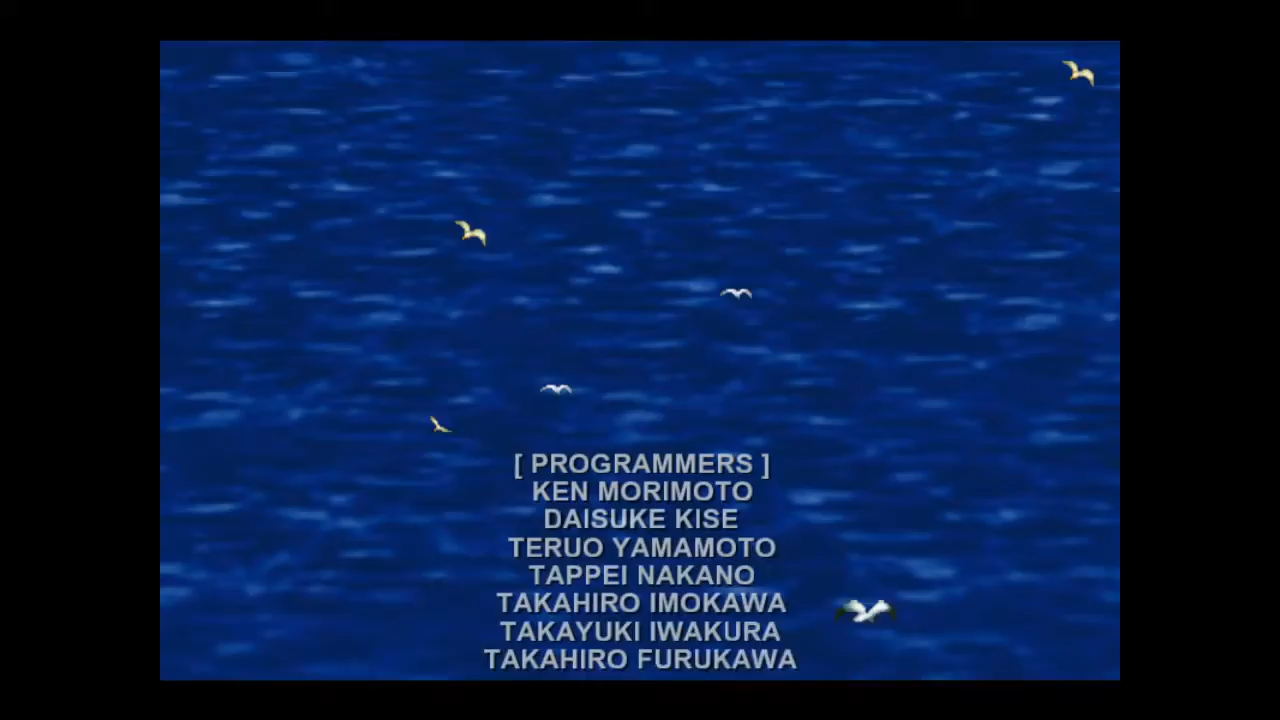 [ PROGRAMMERS ]
KEN MORIMOTO
DAISUKE KISE
TERUO YAMAMOTO
TAPPEI NAKANO
TAKAHIRO IMOKAWA
TAKAYUKI IWAKURA
TAKAHIRO FURUKAWA